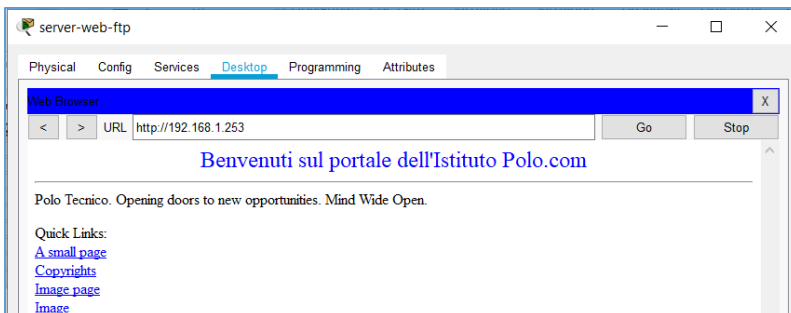 server-web-ftp
Physical Config Services Desktop Programming Attributes
Web Browser X
< > URL http://192.168.1.253 Go Stop
Benvenuti sul portale dell'Istituto Polo.com
Polo Tecnico. Opening doors to new opportunities. Mind Wide Open.
Quick Links:
A small page
Copyrights
Image page
Image